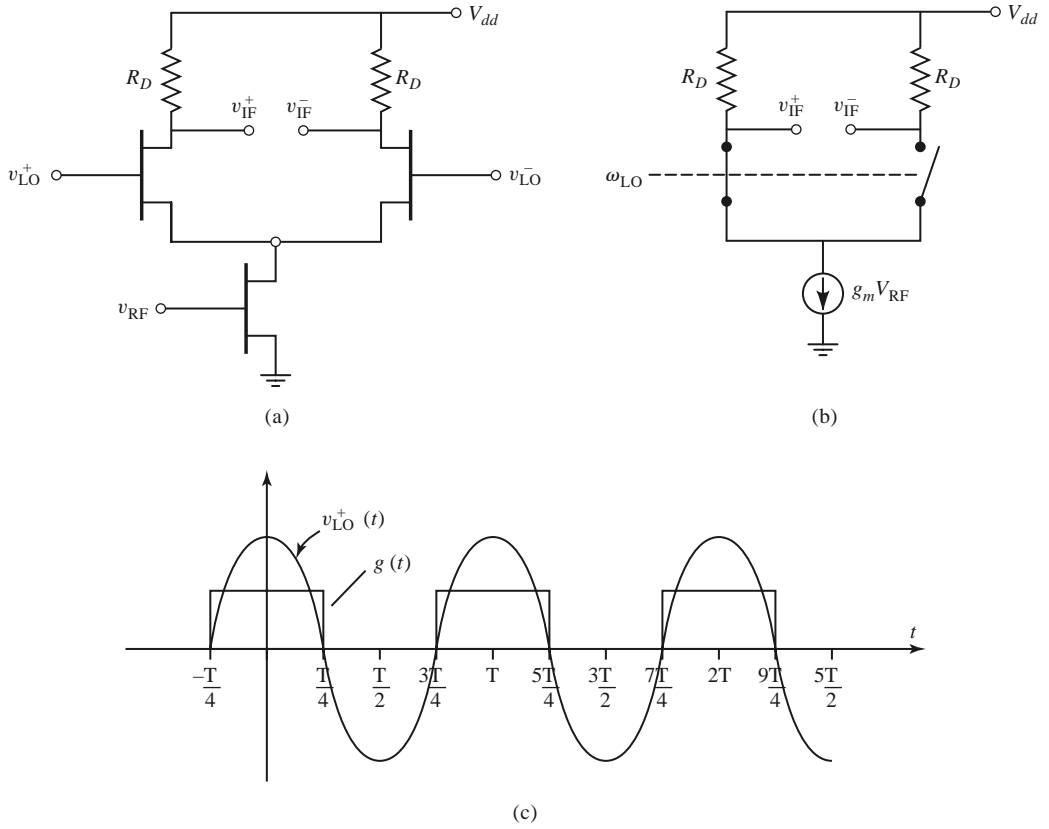 V_dd
R_D
R_D
v_IF^+
v_IF^−
v_LO^+
v_LO^−
v_RF
(a)
V_dd
R_D
R_D
v_IF^+
v_IF^−
ω_LO
g_m V_RF
(b)
v_LO^+ (t)
g (t)
t
−T/4
T/4
T/2
3T/4
T
5T/4
3T/2
7T/4
2T
9T/4
5T/2
(c)